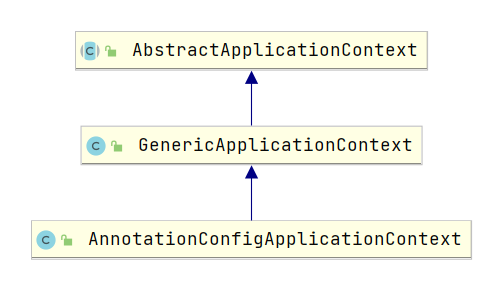 C AbstractApplicationContext
C GenericApplicationContext
C AnnotationConfigApplicationContext